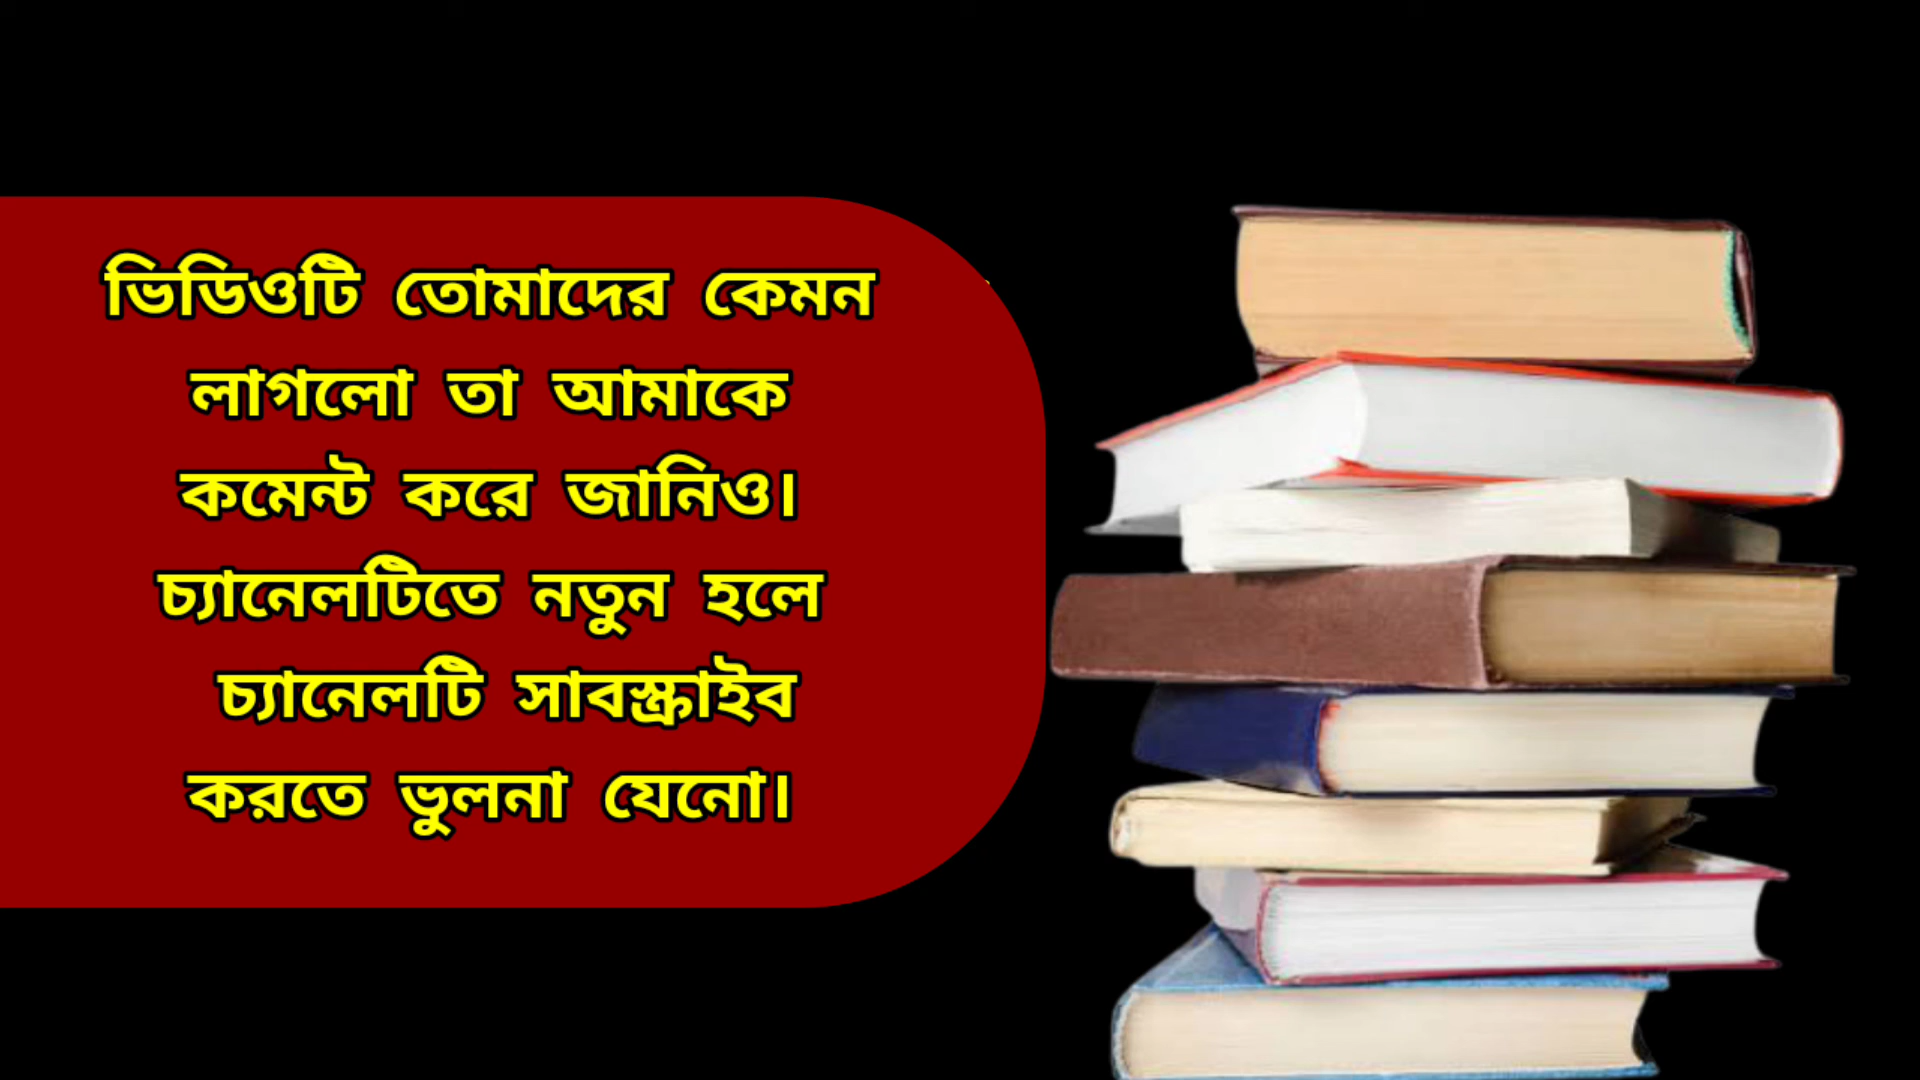 ভিডিওটি তোমাদের কেমন
লাগলো তা আমাকে
কমেন্ট করে জানিও।
চ্যানেলটিতে নতুন হলে
চ্যানেলটি সাবস্ক্রাইব
করতে ভুলনা যেনো।